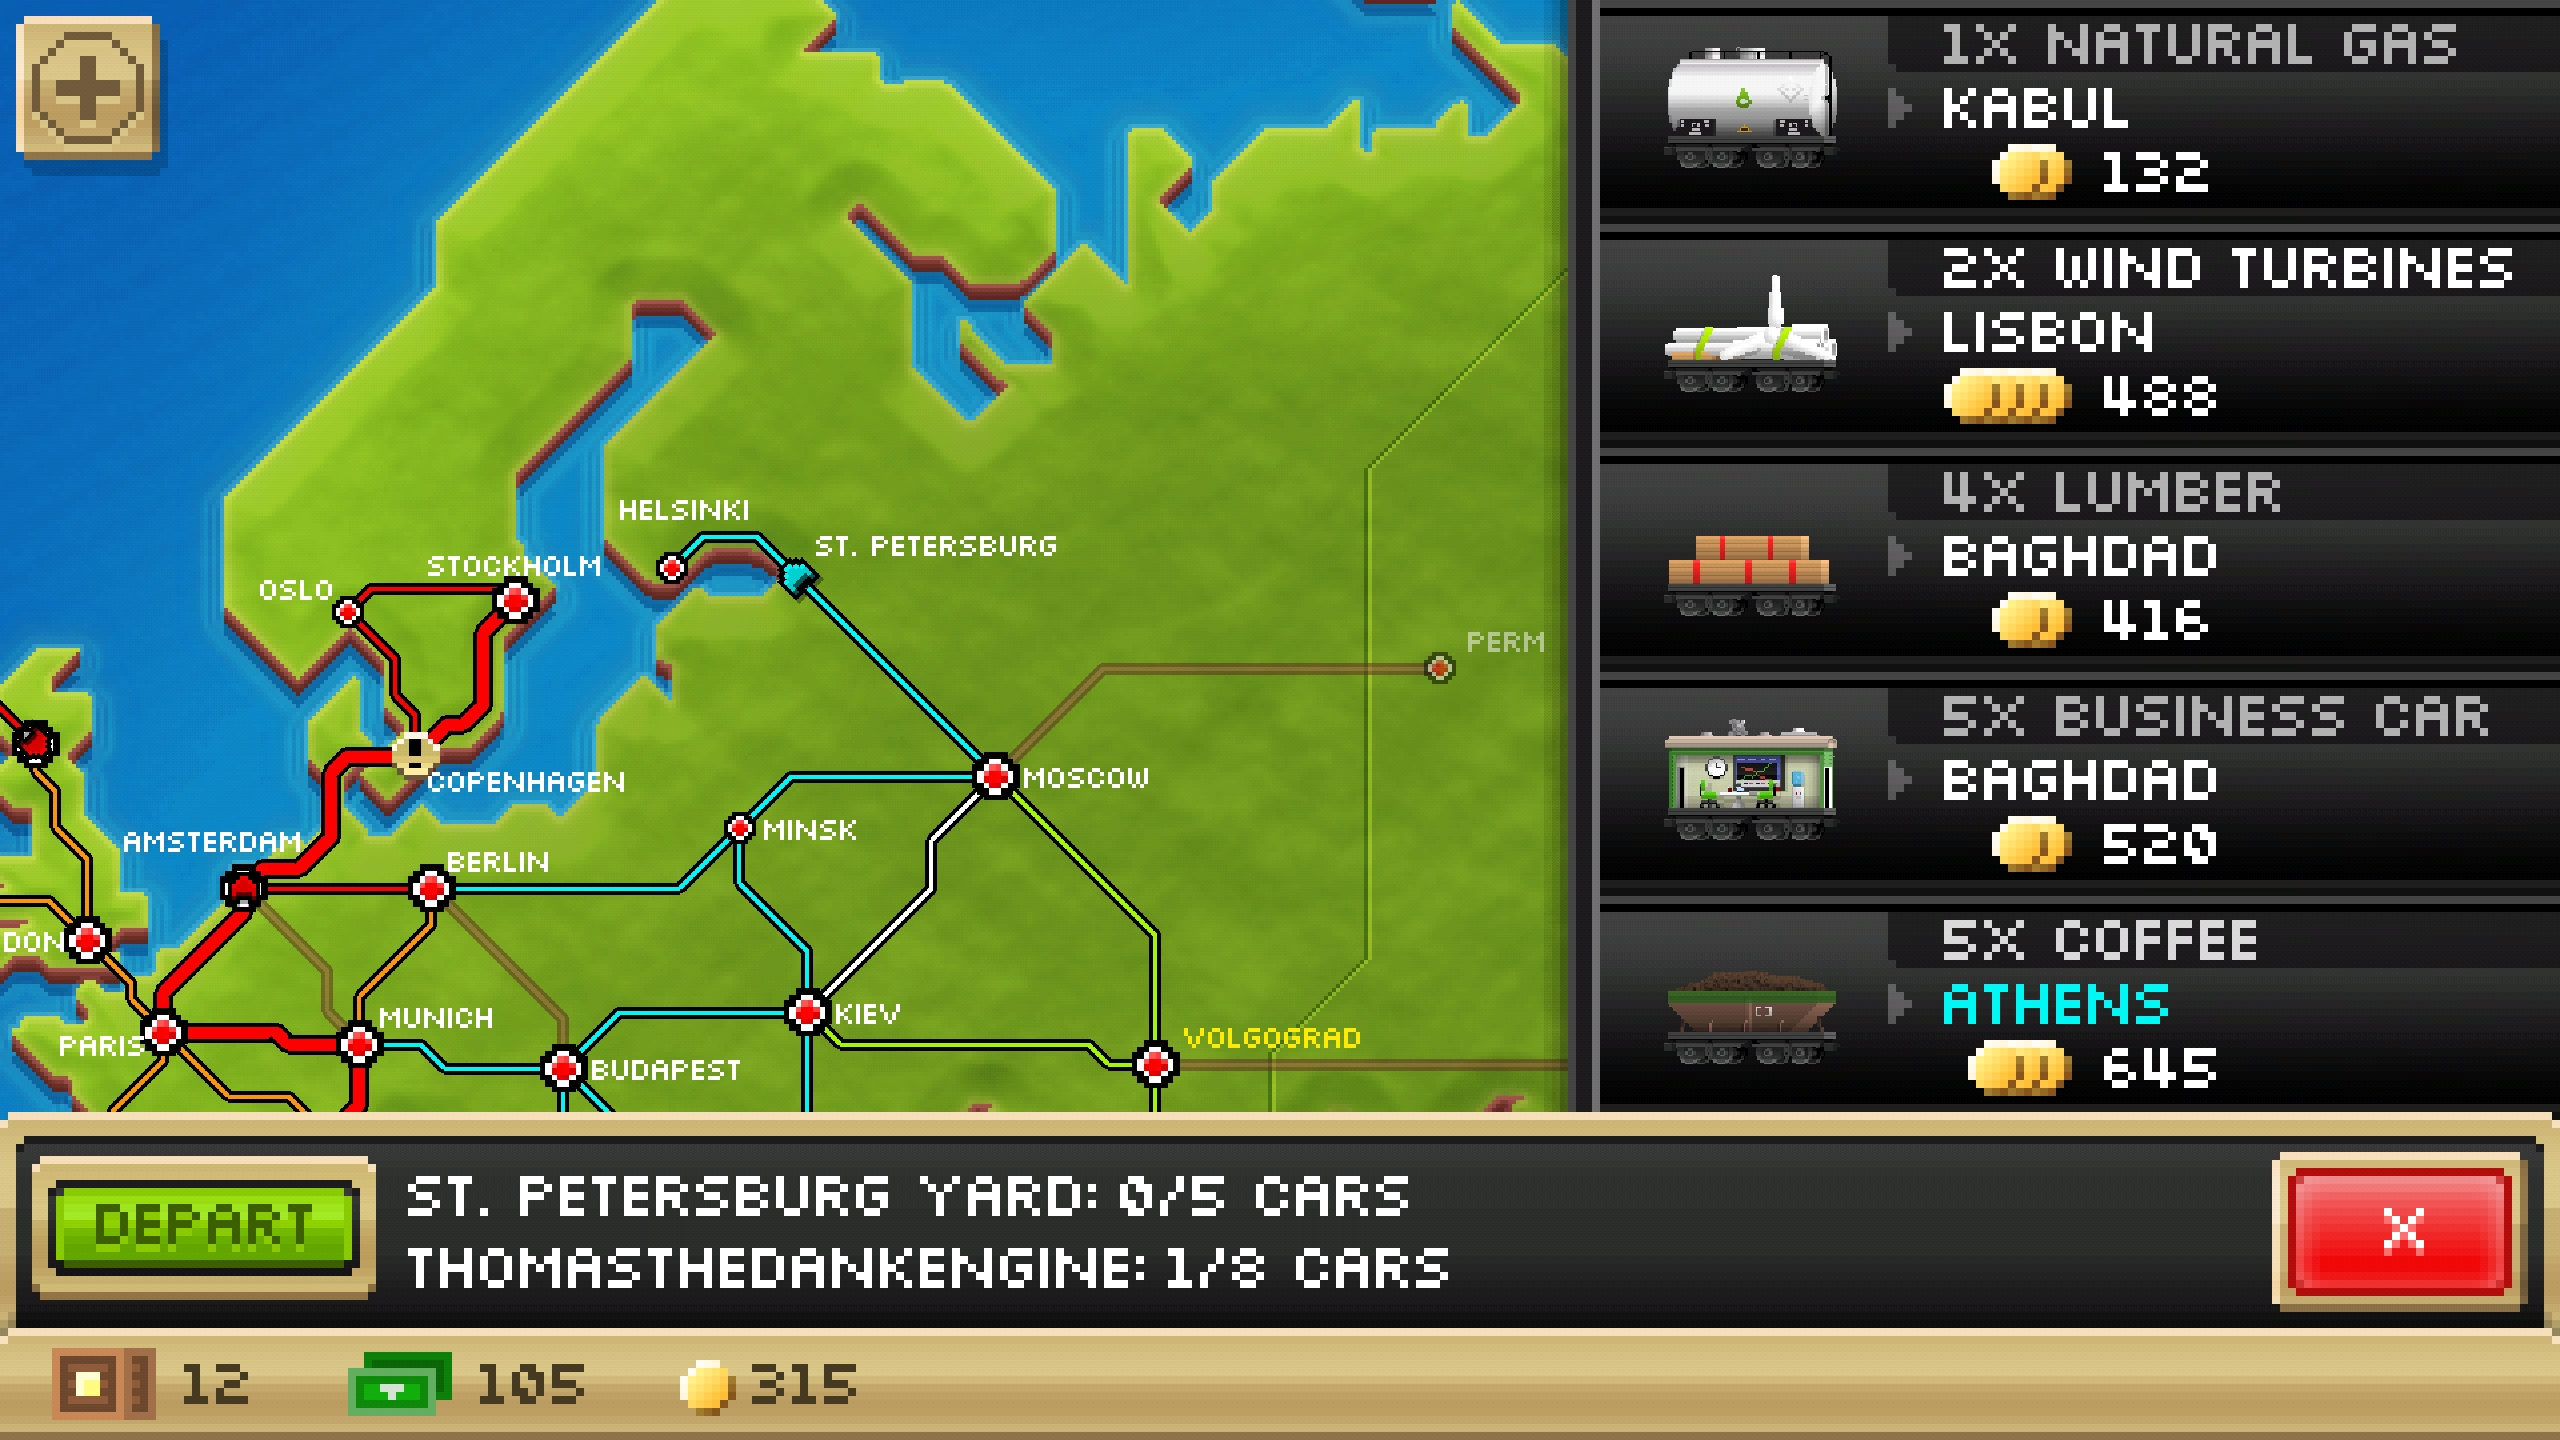 1X NATURAL GAS
KABUL
132
2X WIND TURBINES
LISBON
488
4X LUMBER
BAGHDAD
416
5X BUSINESS CAR
BAGHDAD
520
5X COFFEE
ATHENS
645
HELSINKI
ST. PETERSBURG
STOCKHOLM
OSLO
PERM
COPENHAGEN
MOSCOW
MINSK
AMSTERDAM
BERLIN
DON
MUNICH
KIEV
PARIS
VOLGOGRAD
BUDAPEST
DEPART
ST. PETERSBURG YARD: 0/5 CARS
THOMASTHEDANKENGINE: 1/8 CARS
X
12
105
315